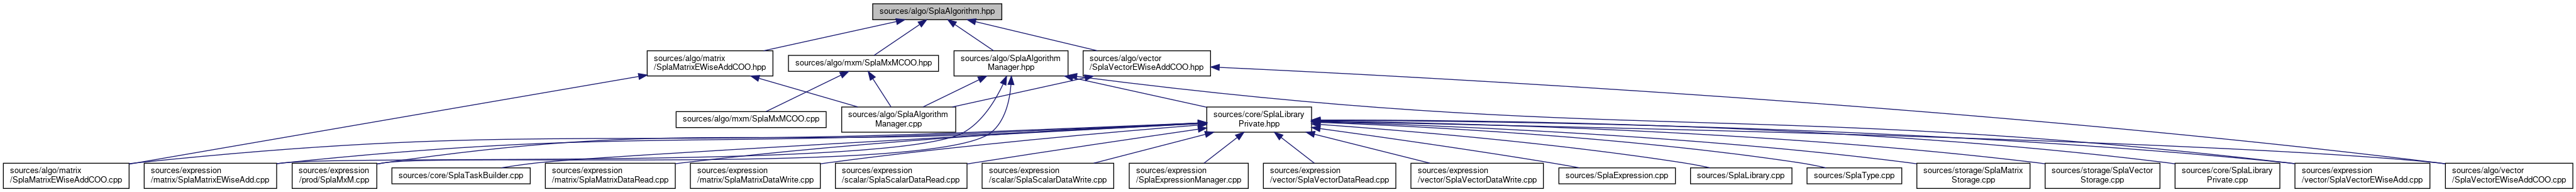 sources/algo/SplaAlgorithm.hpp
sources/algo/matrix
/SplaMatrixEWiseAddCOO.hpp
sources/algo/mxm/SplaMxMCOO.hpp
sources/algo/SplaAlgorithm
Manager.hpp
sources/algo/vector
/SplaVectorEWiseAddCOO.hpp
sources/algo/mxm/SplaMxMCOO.cpp
sources/algo/SplaAlgorithm
Manager.cpp
sources/core/SplaLibrary
Private.hpp
sources/algo/matrix
/SplaMatrixEWiseAddCOO.cpp
sources/expression
/matrix/SplaMatrixEWiseAdd.cpp
sources/expression
/prod/SplaMxM.cpp
sources/core/SplaTaskBuilder.cpp
sources/expression
/matrix/SplaMatrixDataRead.cpp
sources/expression
/matrix/SplaMatrixDataWrite.cpp
sources/expression
/scalar/SplaScalarDataRead.cpp
sources/expression
/scalar/SplaScalarDataWrite.cpp
sources/expression
/SplaExpressionManager.cpp
sources/expression
/vector/SplaVectorDataRead.cpp
sources/expression
/vector/SplaVectorDataWrite.cpp
sources/SplaExpression.cpp
sources/SplaLibrary.cpp
sources/SplaType.cpp
sources/storage/SplaMatrix
Storage.cpp
sources/storage/SplaVector
Storage.cpp
sources/core/SplaLibrary
Private.cpp
sources/expression
/vector/SplaVectorEWiseAdd.cpp
sources/algo/vector
/SplaVectorEWiseAddCOO.cpp